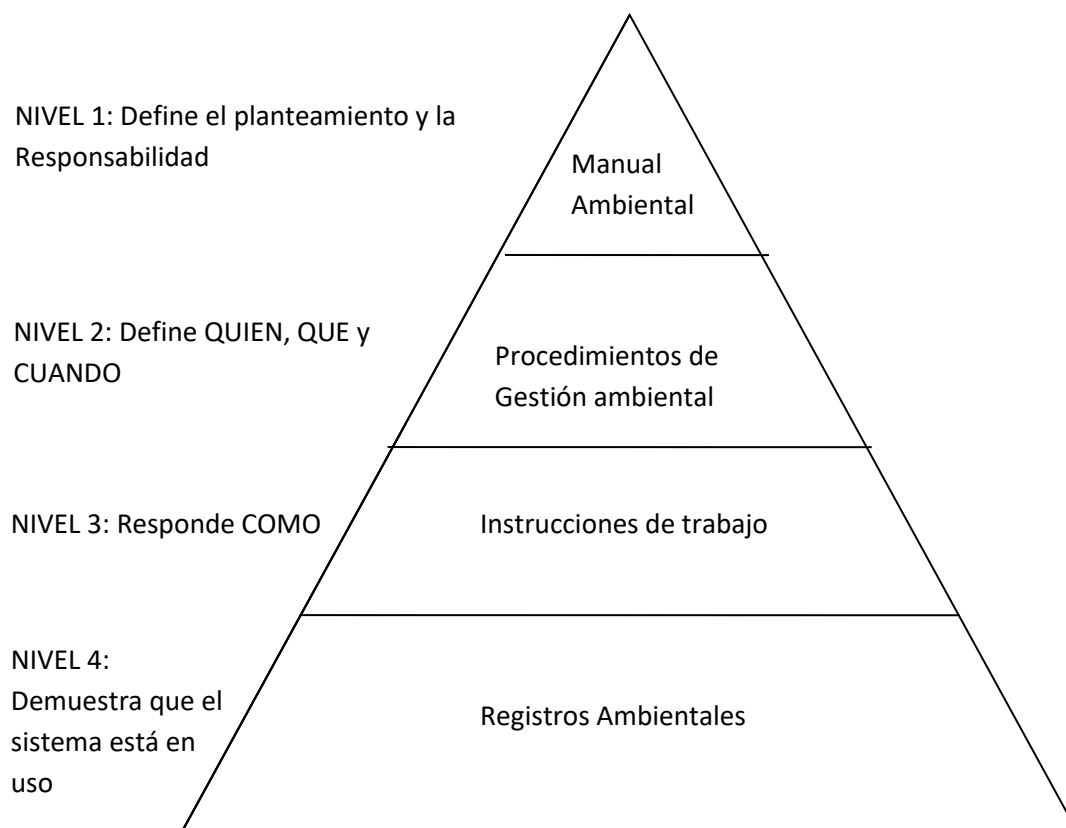 NIVEL 1: Define el planteamiento y la
Responsabilidad
Manual
Ambiental
NIVEL 2: Define QUIEN, QUE y
CUANDO
Procedimientos de
Gestión ambiental
NIVEL 3: Responde COMO
Instrucciones de trabajo
NIVEL 4:
Demuestra que el
sistema está en
uso
Registros Ambientales